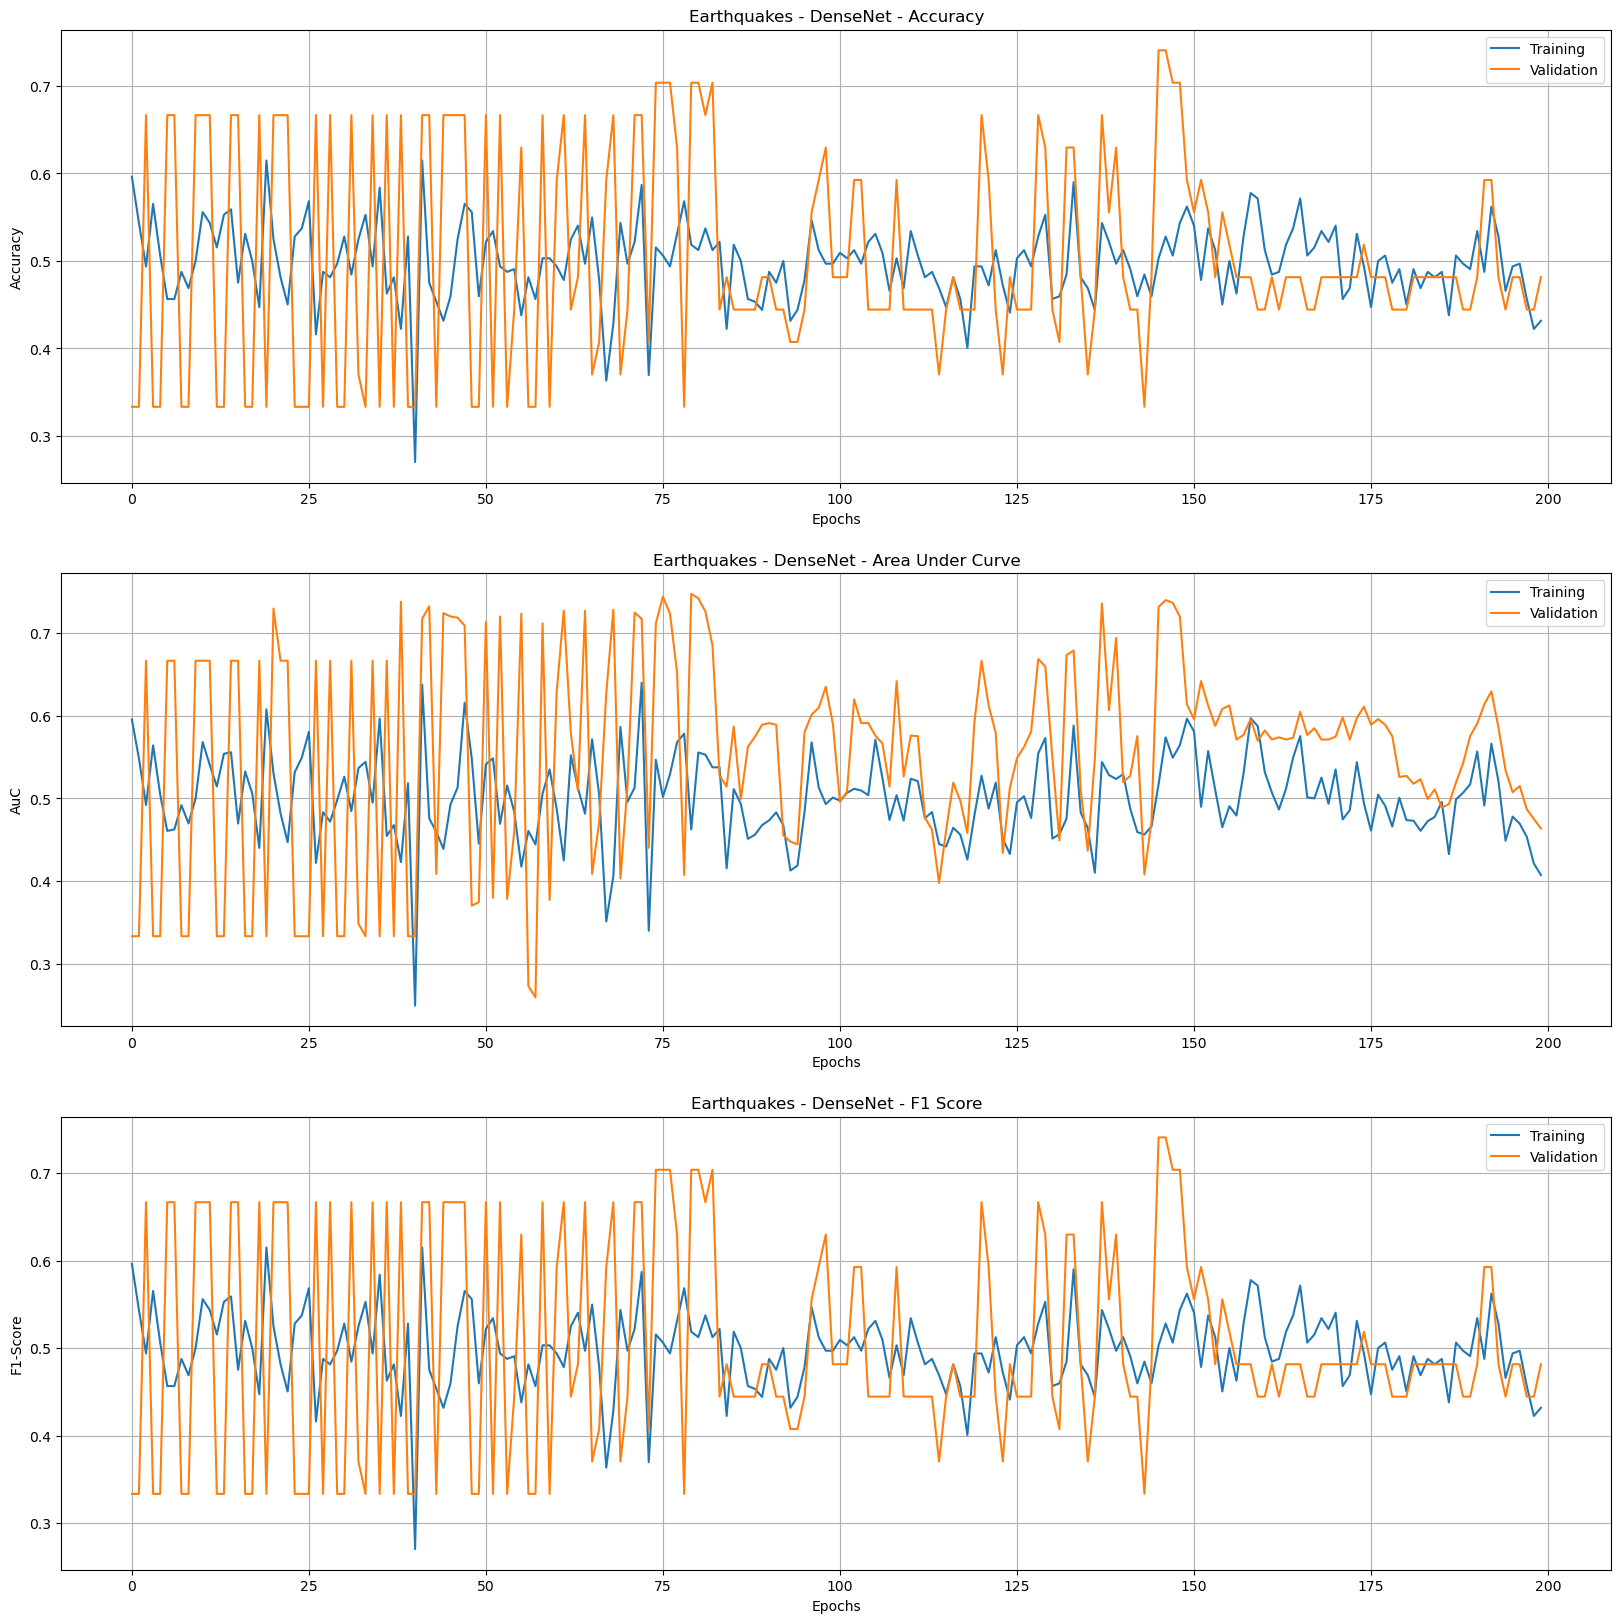 Earthquakes - DenseNet - Accuracy
Training
Validation
0.7
0.6
0.5
0.4
0.3
Accuracy
0 25 50 75 100 125 150 175 200
Epochs
Earthquakes - DenseNet - Area Under Curve
Training
Validation
0.7
0.6
0.5
0.4
0.3
AuC
0 25 50 75 100 125 150 175 200
Epochs
Earthquakes - DenseNet - F1 Score
Training
Validation
0.7
0.6
0.5
0.4
0.3
F1-Score
0 25 50 75 100 125 150 175 200
Epochs